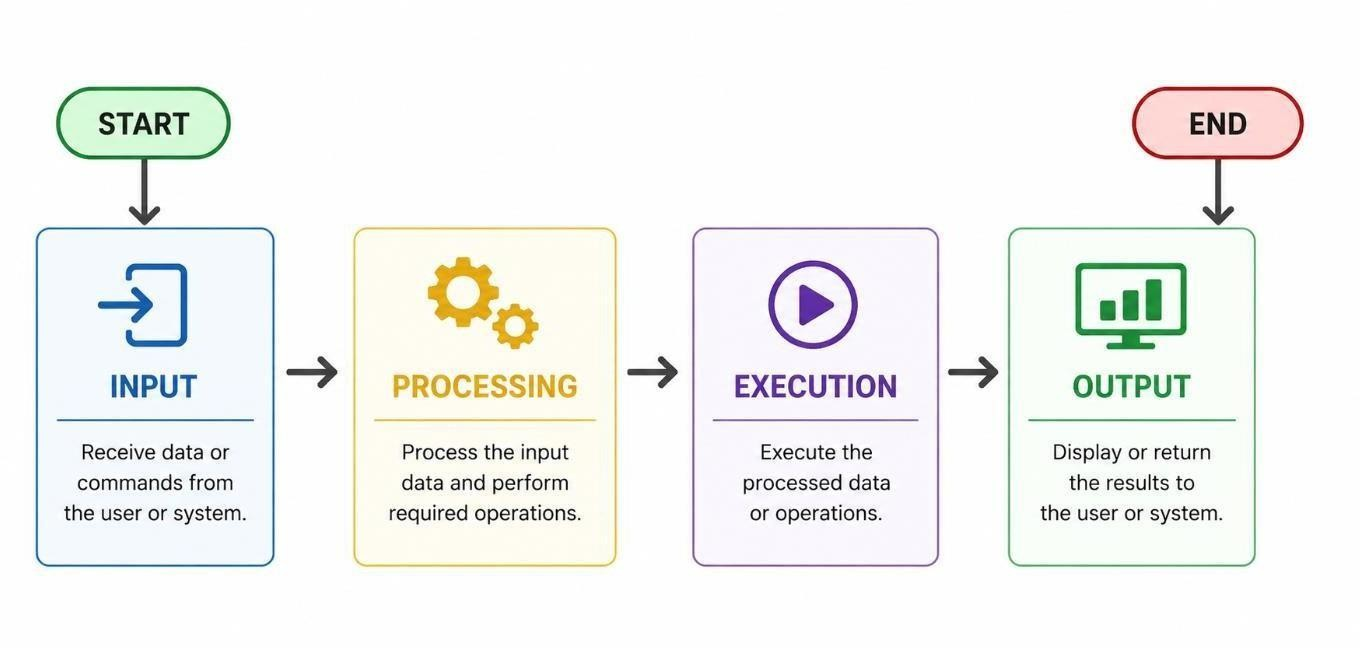 START
END
INPUT
Receive data or
commands from
the user or system.
PROCESSING
Process the input
data and perform
required operations.
EXECUTION
Execute the
processed data
or operations.
OUTPUT
Display or return
the results to
the user or system.